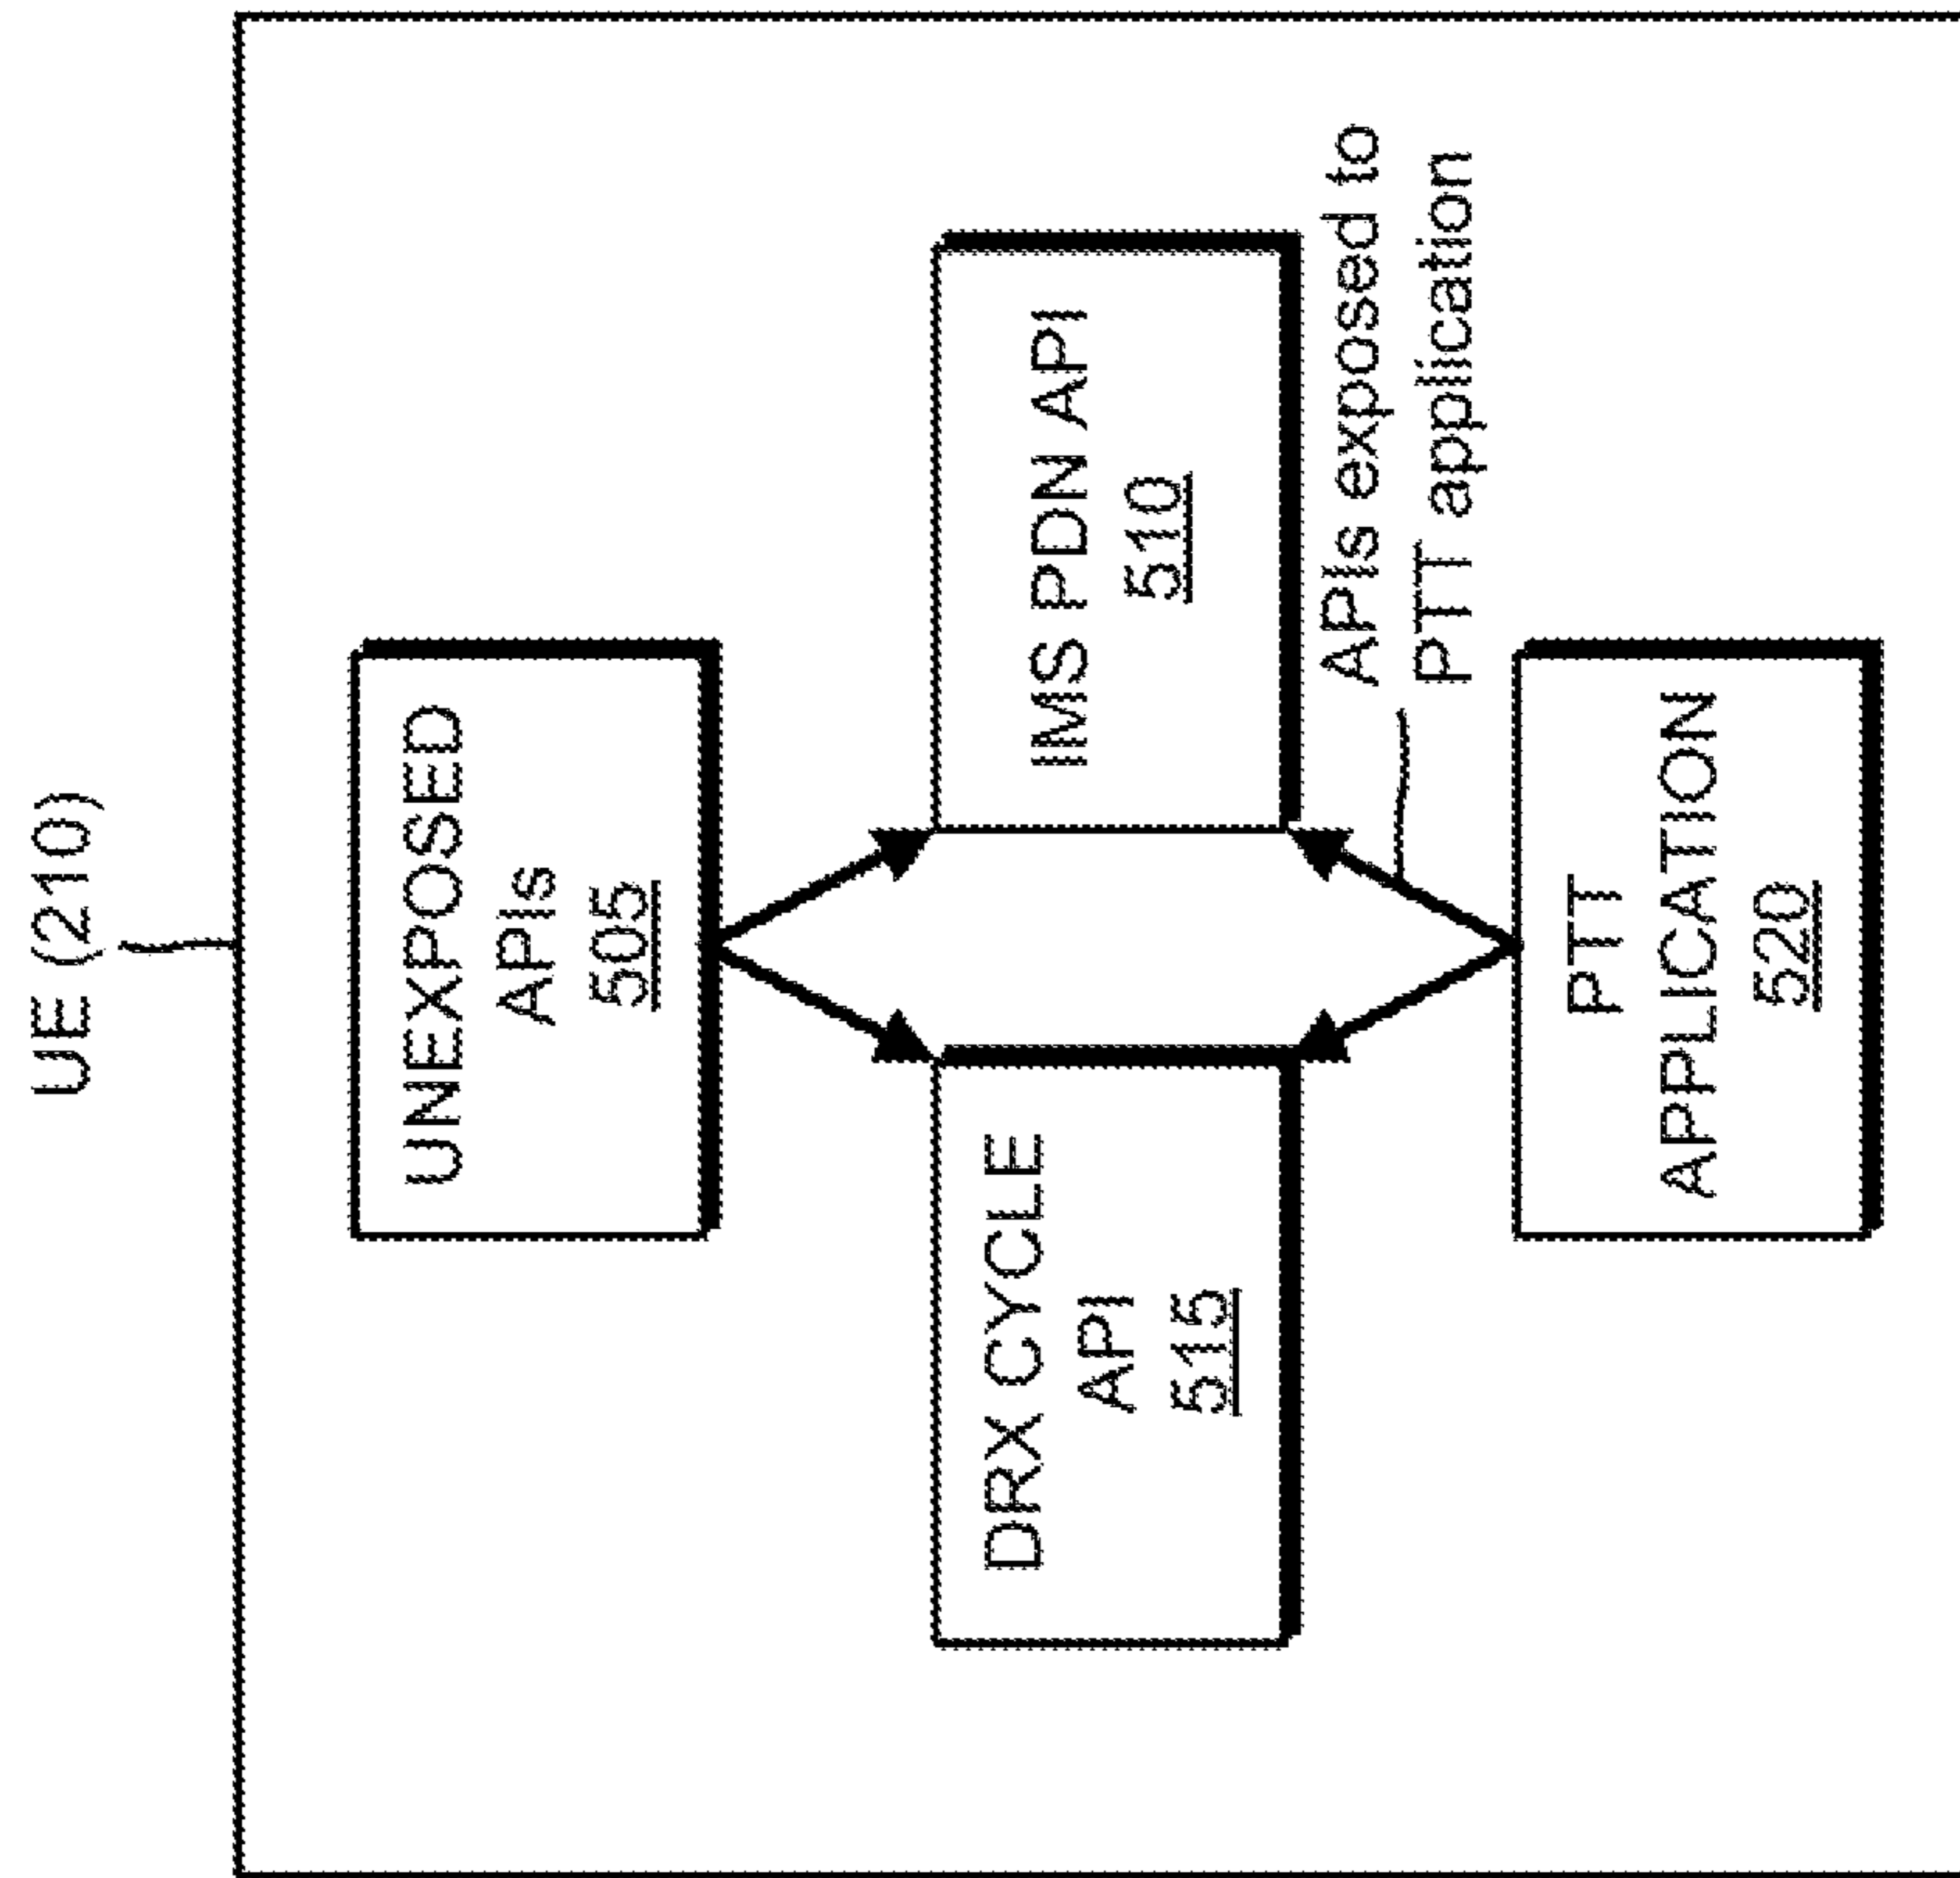 UE (210)
UNEXPOSED
APIs
505
DRX CYCLE
API
515
IMS PDN API
510
APIs exposed to
PTT application
PTT
APPLICATION
520